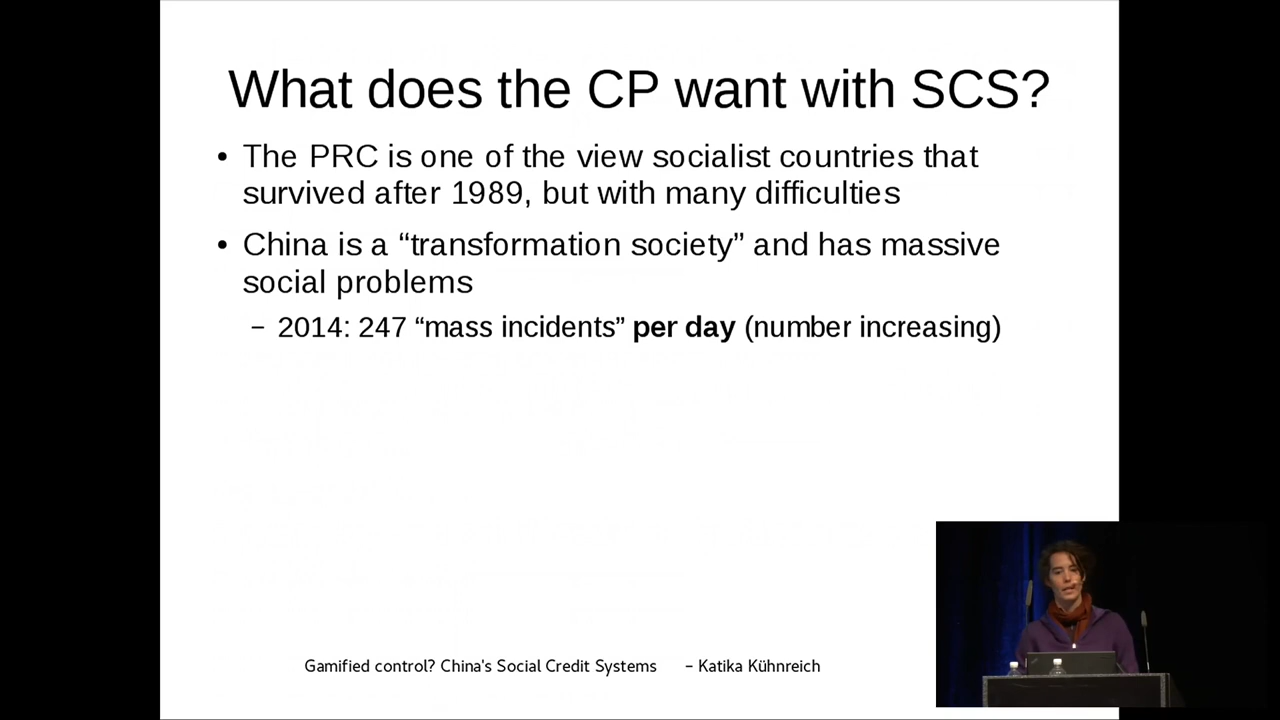 What does the CP want with SCS?
• The PRC is one of the view socialist countries that
survived after 1989, but with many difficulties
• China is a “transformation society” and has massive
social problems
– 2014: 247 “mass incidents” per day (number increasing)
Gamified control? China's Social Credit Systems – Katika Kühnreich